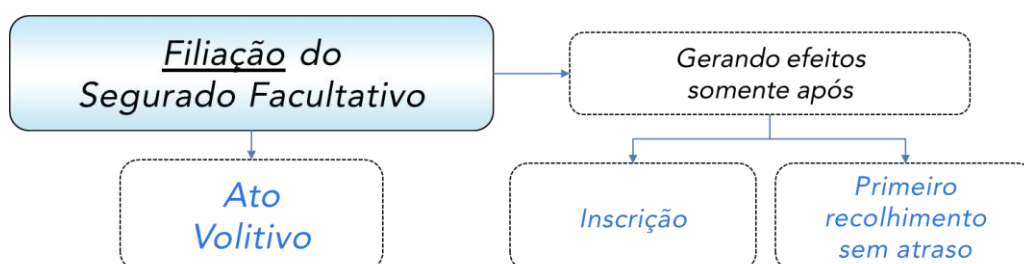 Filiação do
Segurado Facultativo
Gerando efeitos
somente após
Ato
Volitivo
Inscrição
Primeiro
recolhimento
sem atraso